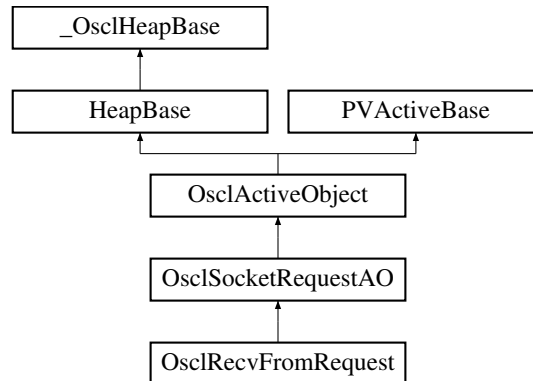 _OsclHeapBase
HeapBase
PVActiveBase
OsclActiveObject
OsclSocketRequestAO
OsclRecvFromRequest